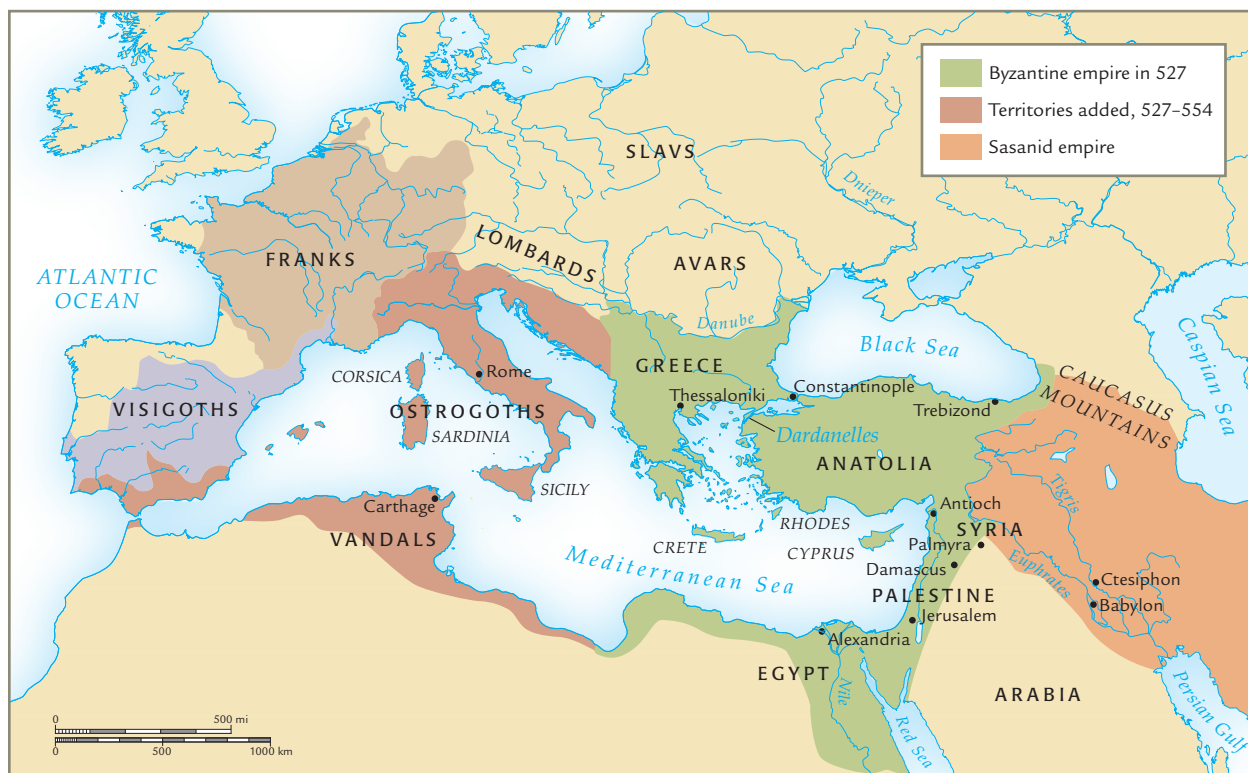 Byzantine empire in 527
Territories added, 527–554
Sasanid empire
SLAVS
Dnieper
LOMBARDS
FRANKS
AVARS
ATLANTIC
OCEAN
Danube
Black Sea
Caspian Sea
GREECE
CORSICA
Rome
Constantinople
CAUCASUS
MOUNTAINS
Thessaloniki
Trebizond
VISIGOTHS
OSTROGOTHS
SARDINIA
Dardanelles
ANATOLIA
SICILY
Tigris
Carthage
Antioch
RHODES
SYRIA
VANDALS
CRETE
CYPRUS
Palmyra
Euphrates
Mediterranean Sea
Damascus
Ctesiphon
PALESTINE
Babylon
Jerusalem
Alexandria
EGYPT
Nile
ARABIA
Persian Gulf
Red Sea
0 500 mi
0 500 1000 km